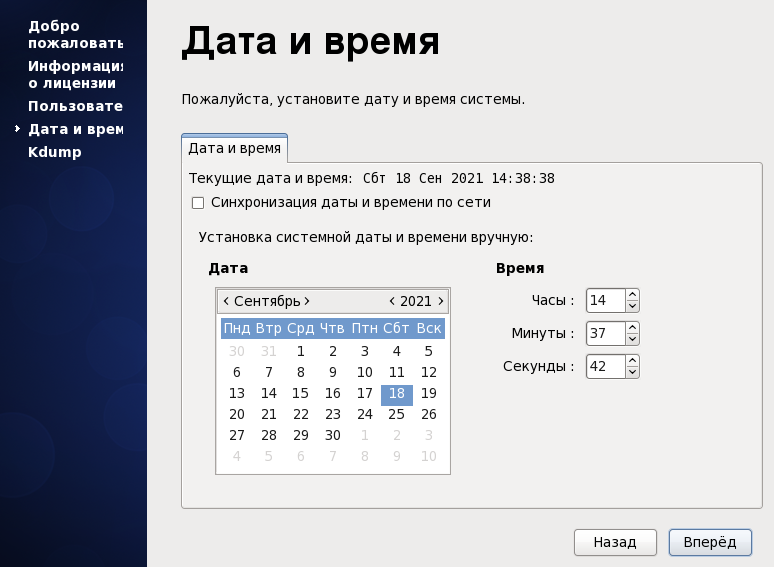 Добро
пожаловать
Информация
о лицензии
Пользовате
Дата и врем
Kdump
Дата и время
Пожалуйста, установите дату и время системы.
Дата и время
Текущие дата и время: Сбт 18 Сен 2021 14:38:38
Синхронизация даты и времени по сети
Установка системной даты и времени вручную:
Дата
Время
< Сентябрь > < 2021 >
Пнд Втр Срд Чтв Птн Сбт Вск
30 31 1 2 3 4 5
6 7 8 9 10 11 12
13 14 15 16 17 18 19
20 21 22 23 24 25 26
27 28 29 30 1 2 3
4 5 6 7 8 9 10
Часы : 14
Минуты : 37
Секунды : 42
Назад
Вперёд